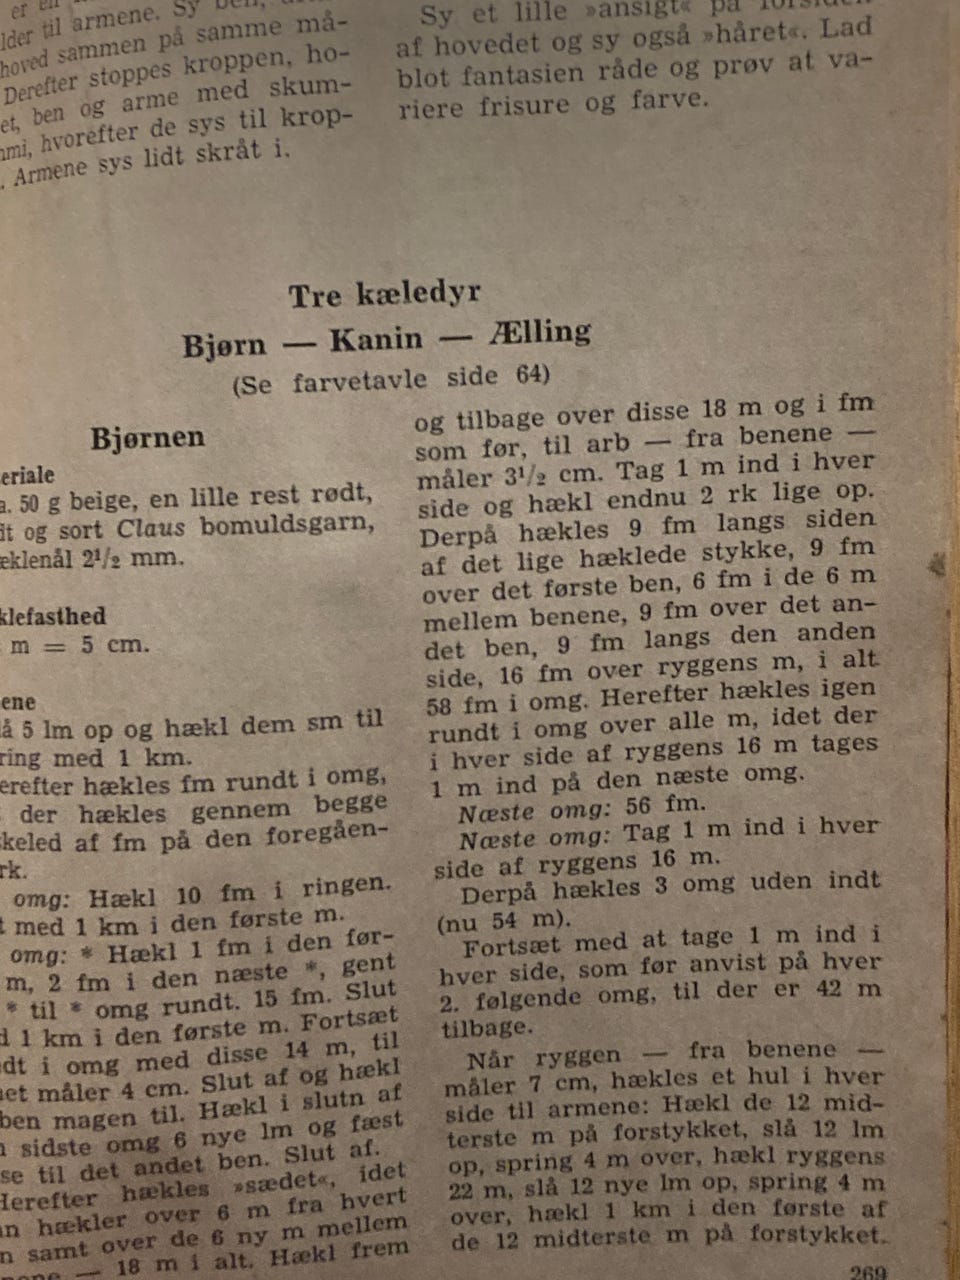 er en
lder til armene. Sy ben,
hoved sammen på samme må-
Derefter stoppes kroppen, ho-
et, ben og arme med skum-
mi, hvorefter de sys til krop-
. Armene sys lidt skråt i.
Sy et lille »ansigt« på forsiden
af hovedet og sy også »håret«. Lad
blot fantasien råde og prøv at va-
riere frisure og farve.
Tre kæledyr
Bjørn — Kanin — Ælling
(Se farvetavle side 64)
Bjørnen
eriale
a. 50 g beige, en lille rest rødt,
dt og sort Claus bomuldsgarn,
æklenål 2½ mm.
klefasthed
m = 5 cm.
ene
å 5 lm op og hækl dem sm til
ring med 1 km.
erefter hækles fm rundt i omg,
der hækles gennem begge
keled af fm på den foregåen-
rk.
omg: Hækl 10 fm i ringen.
t med 1 km i den første m.
omg: * Hækl 1 fm i den før-
m, 2 fm i den næste *, gent
* til * omg rundt. 15 fm. Slut
d 1 km i den første m. Fortsæt
dt i omg med disse 14 m, til
et måler 4 cm. Slut af og hækl
ben magen til. Hækl i slutn af
n sidste omg 6 nye lm og fæst
se til det andet ben. Slut af.
Herefter hækles »sædet«, idet
n hækler over 6 m fra hvert
n samt over de 6 ny m mellem
ene — 18 m i alt. Hækl frem
og tilbage over disse 18 m og i fm
som før, til arb — fra benene —
måler 3½ cm. Tag 1 m ind i hver
side og hækl endnu 2 rk lige op.
Derpå hækles 9 fm langs siden
af det lige hæklede stykke, 9 fm
over det første ben, 6 fm i de 6 m
mellem benene, 9 fm over det an-
det ben, 9 fm langs den anden
side, 16 fm over ryggens m, i alt
58 fm i omg. Herefter hækles igen
rundt i omg over alle m, idet der
i hver side af ryggens 16 m tages
1 m ind på den næste omg.
Næste omg: 56 fm.
Næste omg: Tag 1 m ind i hver
side af ryggens 16 m.
Derpå hækles 3 omg uden indt
(nu 54 m).
Fortsæt med at tage 1 m ind i
hver side, som før anvist på hver
2. følgende omg, til der er 42 m
tilbage.
Når ryggen — fra benene —
måler 7 cm, hækles et hul i hver
side til armene: Hækl de 12 mid-
terste m på forstykket, slå 12 lm
op, spring 4 m over, hækl ryggens
22 m, slå 12 nye lm op, spring 4 m
over, hækl 1 km i den første af
de 12 midterste m på forstykket.
269